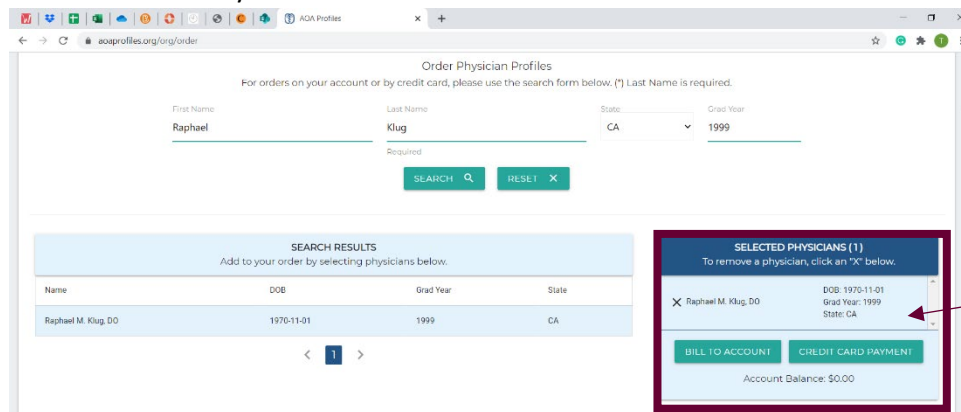 AOA Profiles
aoaprofiles.org/org/order
Order Physician Profiles
For orders on your account or by credit card, please use the search form below. (*) Last Name is required.
First Name Last Name State Grad Year
Raphael Klug CA 1999
Required
SEARCH RESET
SEARCH RESULTS
Add to your order by selecting physicians below.
Name DOB Grad Year State
Raphael M. Klug, DO 1970-11-01 1999 CA
< 1 >
SELECTED PHYSICIANS (1)
To remove a physician, click an "X" below.
Raphael M. Klug, DO
DOB: 1970-11-01
Grad Year: 1999
State: CA
BILL TO ACCOUNT CREDIT CARD PAYMENT
Account Balance: $0.00